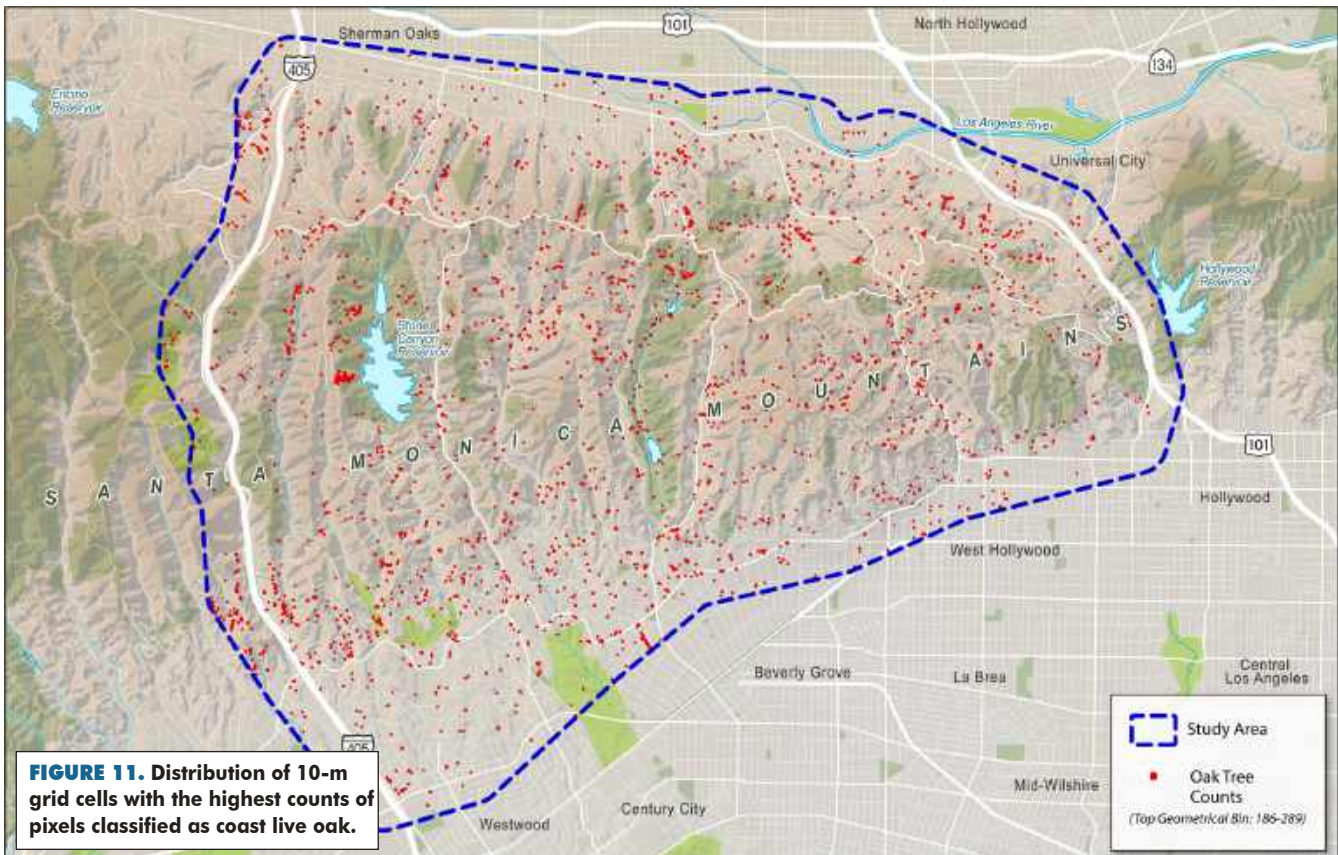 Sherman Oaks
101
North Hollywood
405
134
Encino
Reservoir
Los Angeles River
Universal City
Hollywood
Reservoir
Stone
Canyon
Reservoir
SANTA MONICA MOUNTAINS
101
Hollywood
West Hollywood
Beverly Grove
La Brea
Central
Los Angeles
405
Mid-Wilshire
Century City
Westwood
Study Area
Oak Tree
Counts
(Top Geometrical Bin: 186-289)
FIGURE 11. Distribution of 10-m
grid cells with the highest counts of
pixels classified as coast live oak.